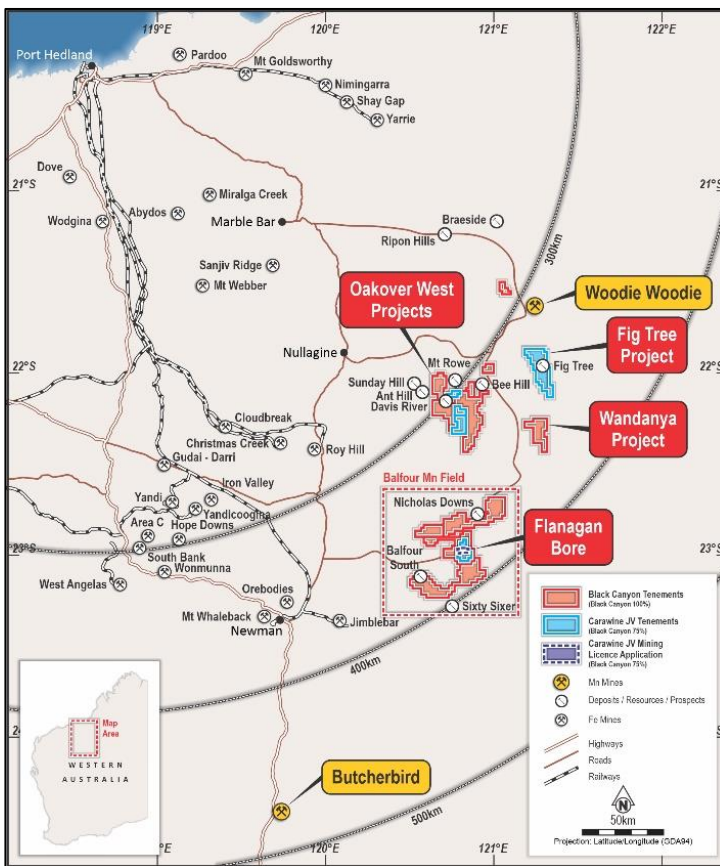 119°E
120°E
121°E
122°E
Port Hedland
Pardoo
Mt Goldsworthy
Nimingarra
Shay Gap
Yarrie
Dove
21°S
21°S
Miralga Creek
Wodgina
Abydos
Marble Bar
Braeside
Ripon Hills
300km
Sanjiv Ridge
Mt Webber
Oakover West
Projects
Woodie Woodie
Fig Tree
Project
Nullagine
22°S
22°S
Mt Rowe
Fig Tree
Sunday Hill
Ant Hill
Davis River
Bee Hill
Wandanya
Project
Cloudbreak
Christmas Creek
Roy Hill
Gudai - Darri
Iron Valley
Balfour Mn Field
Yandi
Yandicoogina
Nicholas Downs
Area C
Hope Downs
Flanagan
Bore
23°S
23°S
South Bank
Balfour
South
West Angelas
Wonmunna
Orebodies
Mt Whaleback
Newman
Jimblebar
Sixty Sixer
400km
Black Canyon Tenements
(Black Canyon 100%)
Carawine JV Tenements
(Black Canyon 75%)
Carawine JV Mining
Licence Application
(Black Canyon 75%)
Mn Mines
Deposits / Resources / Prospects
Fe Mines
Highways
Roads
Railways
N
50km
Projection: Latitude/Longitude (GDA94)
Map
Area
WESTERN
AUSTRALIA
Butcherbird
500km
119°E
120°E
121°E